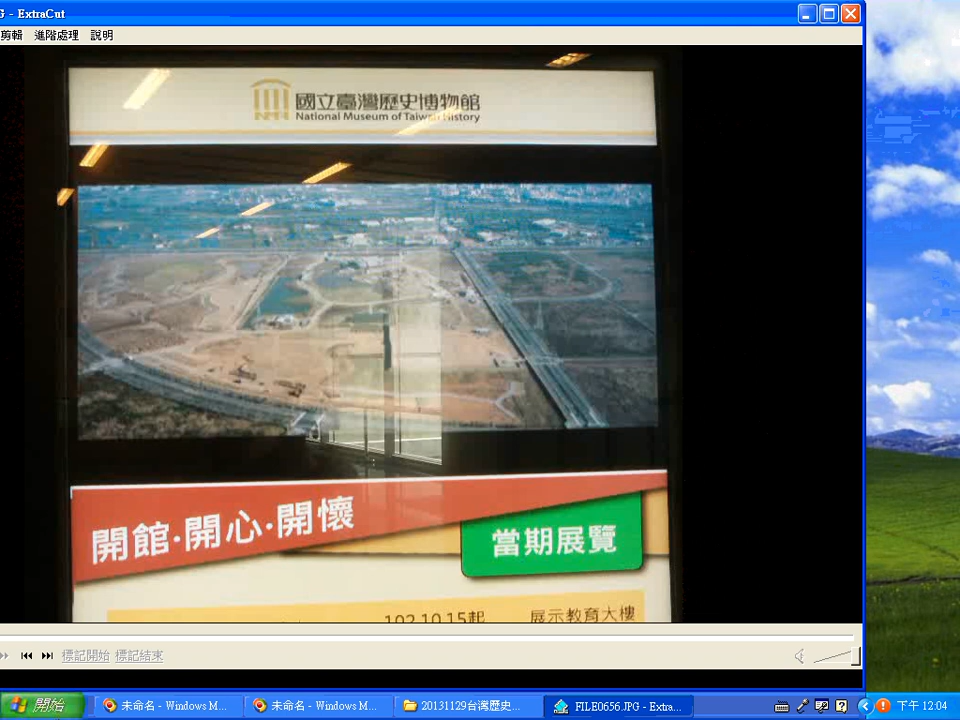 G - ExtraCut
剪輯 進階處理 說明
國立臺灣歷史博物館
National Museum of Taiwan History
開館·開心·開懷
當期展覽
102.10.15起 展示教育大樓
標記開始 標記結束
開始
未命名 - Windows M...
未命名 - Windows M...
20131129台灣歷史...
FILE0656.JPG - Extra...
下午 12:04